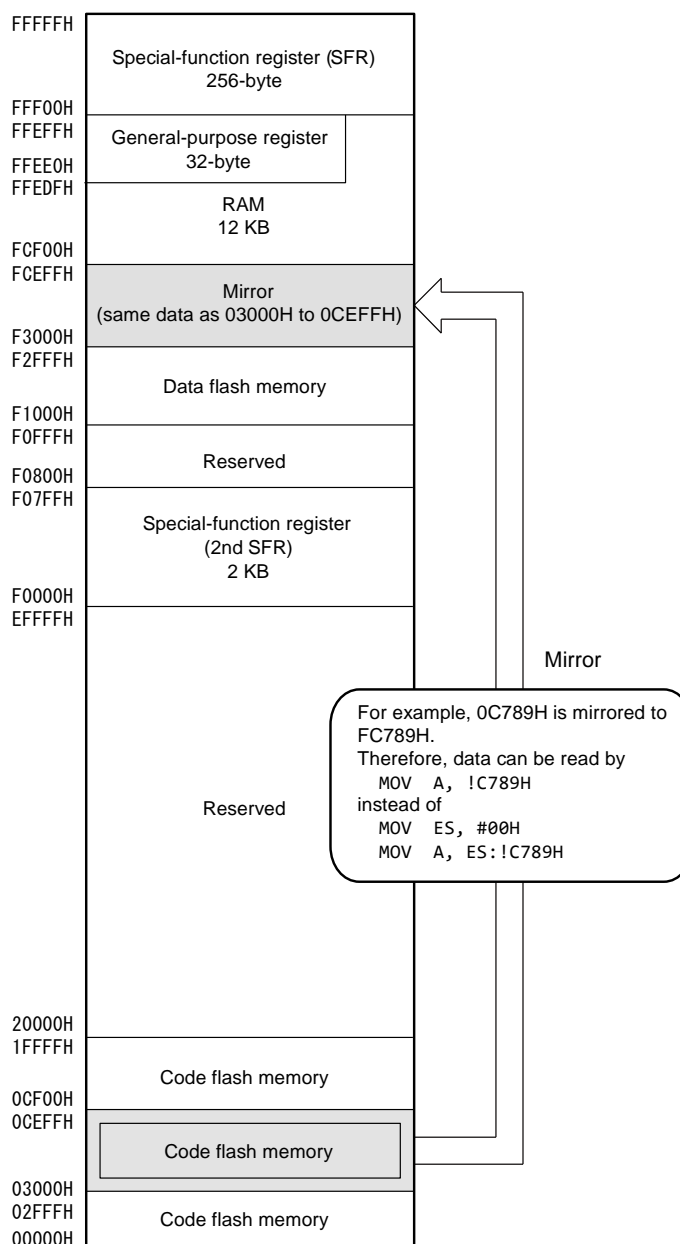 FFFFFH
Special-function register (SFR)
256-byte
FFF00H
FFEFFH
General-purpose register
32-byte
FFEE0H
FFEDFH
RAM
12 KB
FCF00H
FCEFFH
Mirror
(same data as 03000H to 0CEFFH)
F3000H
F2FFFH
Data flash memory
F1000H
F0FFFH
Reserved
F0800H
F07FFH
Special-function register
(2nd SFR)
2 KB
F0000H
EFFFFH
Mirror
For example, 0C789H is mirrored to
FC789H.
Therefore, data can be read by
MOV A, !C789H
instead of
MOV ES, #00H
MOV A, ES:!C789H
Reserved
20000H
1FFFFH
Code flash memory
0CF00H
0CEFFH
Code flash memory
03000H
02FFFH
Code flash memory
00000H